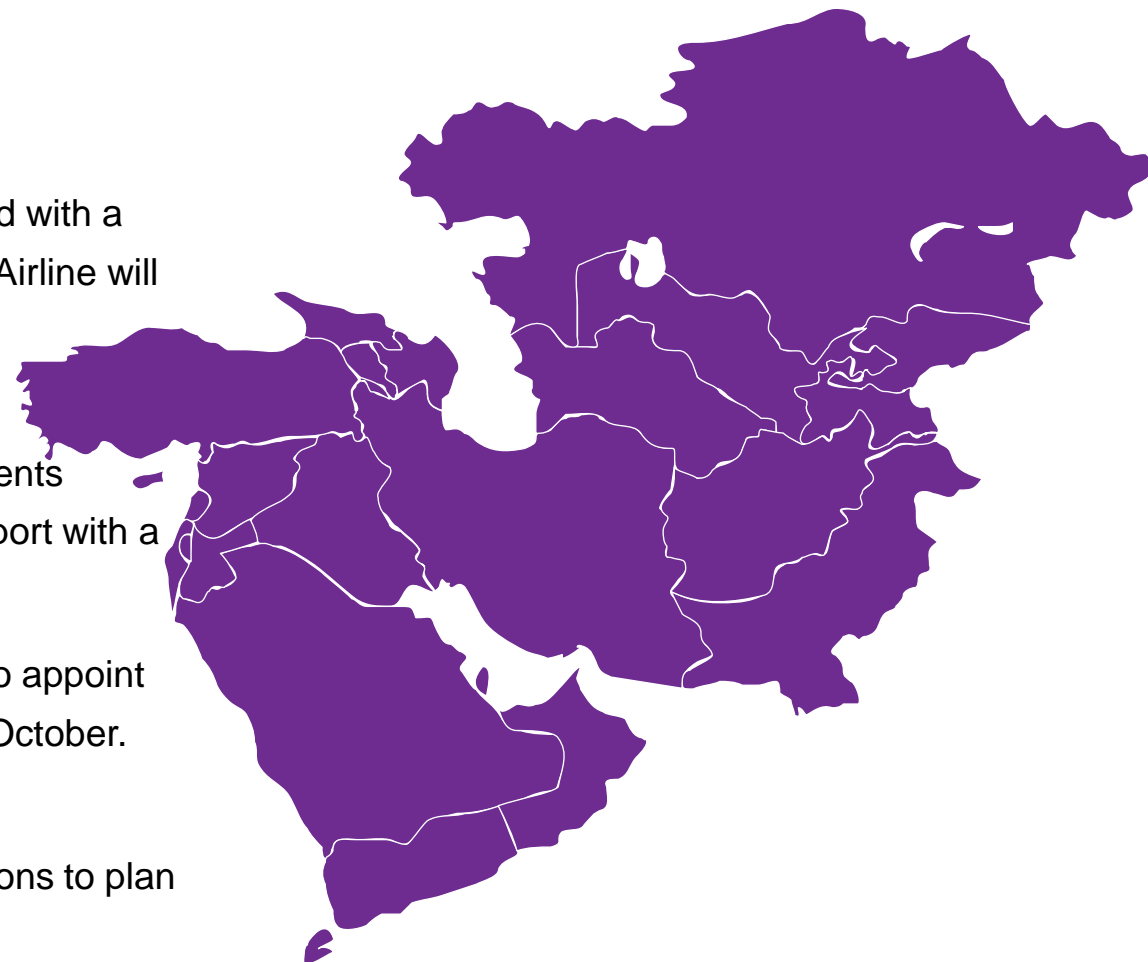 d with a
Airline will
ents
port with a
o appoint
October.
ons to plan